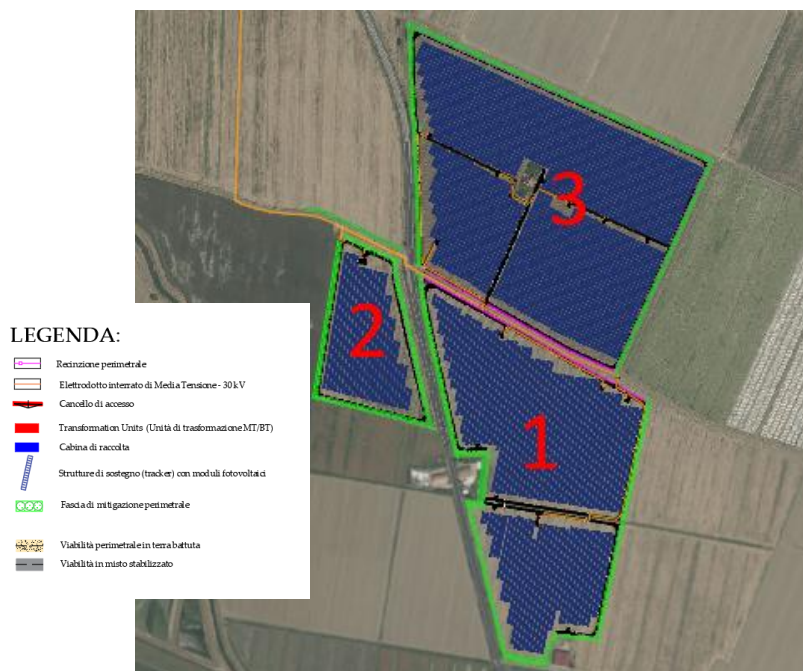 3
2
1
LEGENDA:
Recinzione perimetrale
Elettrodotto interrato di Media Tensione - 30 kV
Cancello di accesso
Transformation Units (Unità di trasformazione MT/BT)
Cabina di raccolta
Strutture di sostegno (tracker) con moduli fotovoltaici
Fascia di mitigazione perimetrale
Viabilità perimetrale in terra battuta
Viabilità in misto stabilizzato